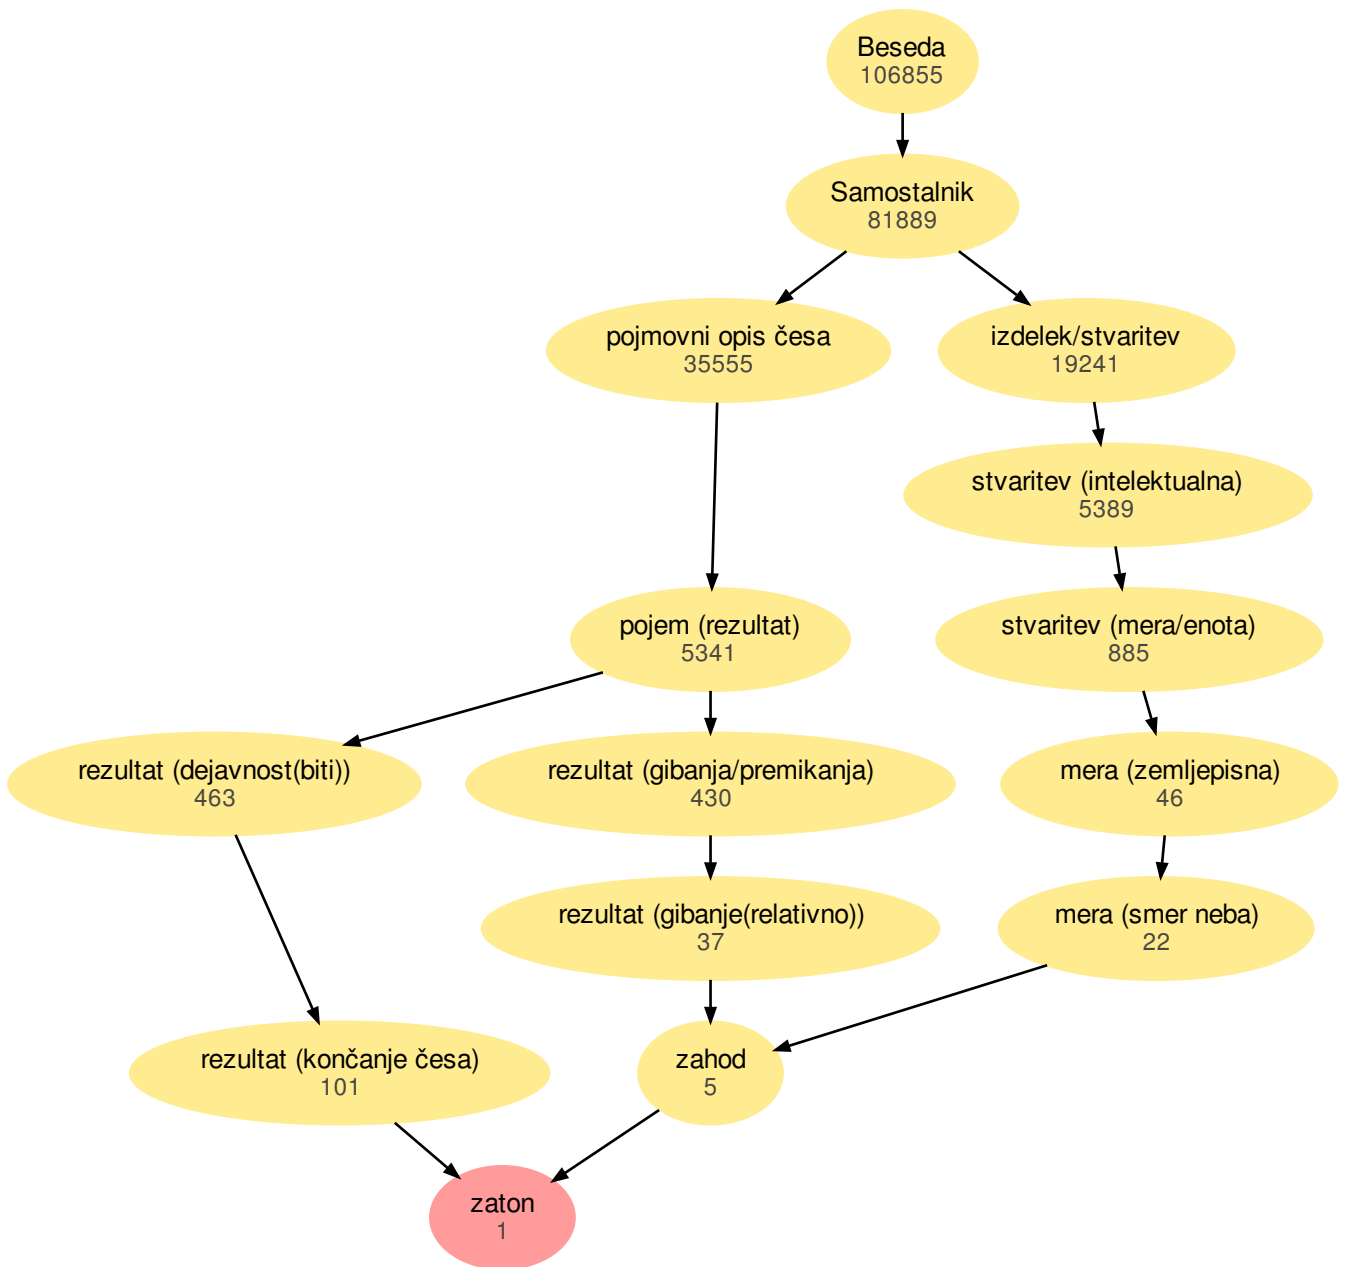 Beseda
106855
Samostalnik
81889
pojmovni opis česa
35555
izdelek/stvaritev
19241
stvaritev (intelektualna)
5389
pojem (rezultat)
5341
stvaritev (mera/enota)
885
rezultat (dejavnost(biti))
463
rezultat (gibanja/premikanja)
430
mera (zemljepisna)
46
rezultat (gibanje(relativno))
37
mera (smer neba)
22
rezultat (končanje česa)
101
zahod
5
zaton
1